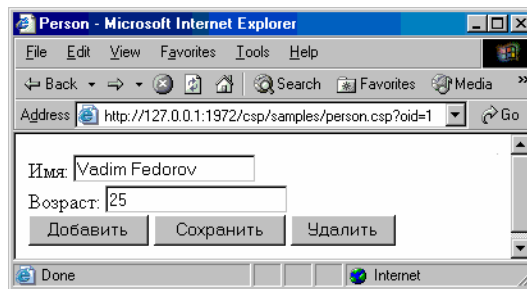 Person - Microsoft Internet Explorer
File Edit View Favorites Tools Help
Back Search Favorites Media »
Address http://127.0.0.1:1972/csp/samples/person.csp?oid=1 Go
Имя: Vadim Fedorov
Возраст: 25
Добавить Сохранить Удалить
Done Internet